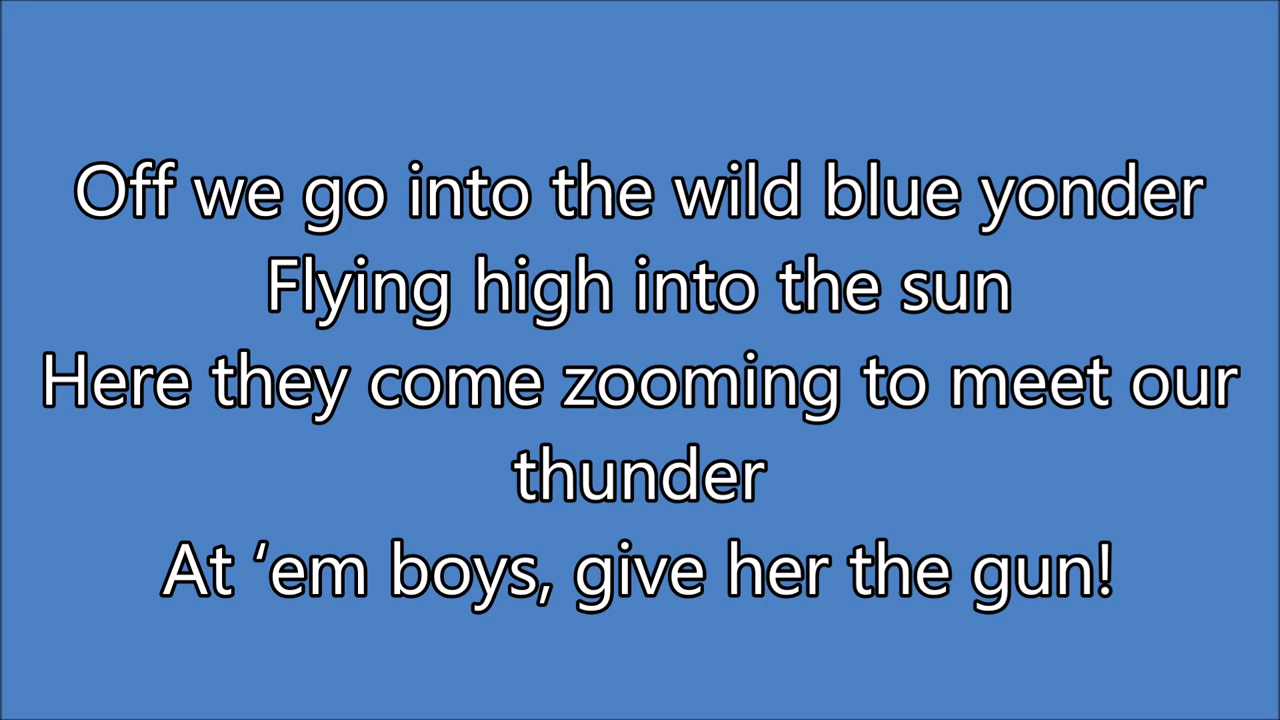 Off we go into the wild blue yonder
Flying high into the sun
Here they come zooming to meet our
thunder
At ‘em boys, give her the gun!